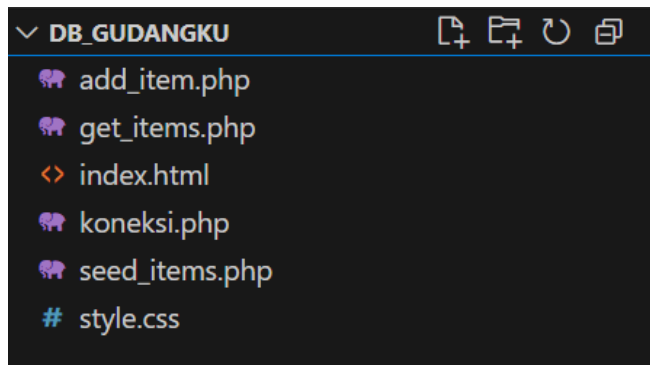 DB_GUDANGKU
add_item.php
get_items.php
<> index.html
koneksi.php
seed_items.php
# style.css